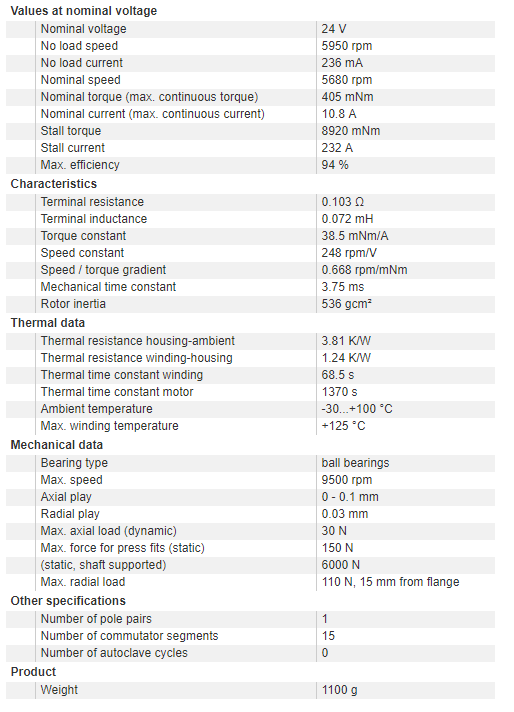 Values at nominal voltage
Nominal voltage 24 V
No load speed 5950 rpm
No load current 236 mA
Nominal speed 5680 rpm
Nominal torque (max. continuous torque) 405 mNm
Nominal current (max. continuous current) 10.8 A
Stall torque 8920 mNm
Stall current 232 A
Max. efficiency 94 %
Characteristics
Terminal resistance 0.103 Ω
Terminal inductance 0.072 mH
Torque constant 38.5 mNm/A
Speed constant 248 rpm/V
Speed / torque gradient 0.668 rpm/mNm
Mechanical time constant 3.75 ms
Rotor inertia 536 gcm²
Thermal data
Thermal resistance housing-ambient 3.81 K/W
Thermal resistance winding-housing 1.24 K/W
Thermal time constant winding 68.5 s
Thermal time constant motor 1370 s
Ambient temperature -30...+100 °C
Max. winding temperature +125 °C
Mechanical data
Bearing type ball bearings
Max. speed 9500 rpm
Axial play 0 - 0.1 mm
Radial play 0.03 mm
Max. axial load (dynamic) 30 N
Max. force for press fits (static) 150 N
(static, shaft supported) 6000 N
Max. radial load 110 N, 15 mm from flange
Other specifications
Number of pole pairs 1
Number of commutator segments 15
Number of autoclave cycles 0
Product
Weight 1100 g